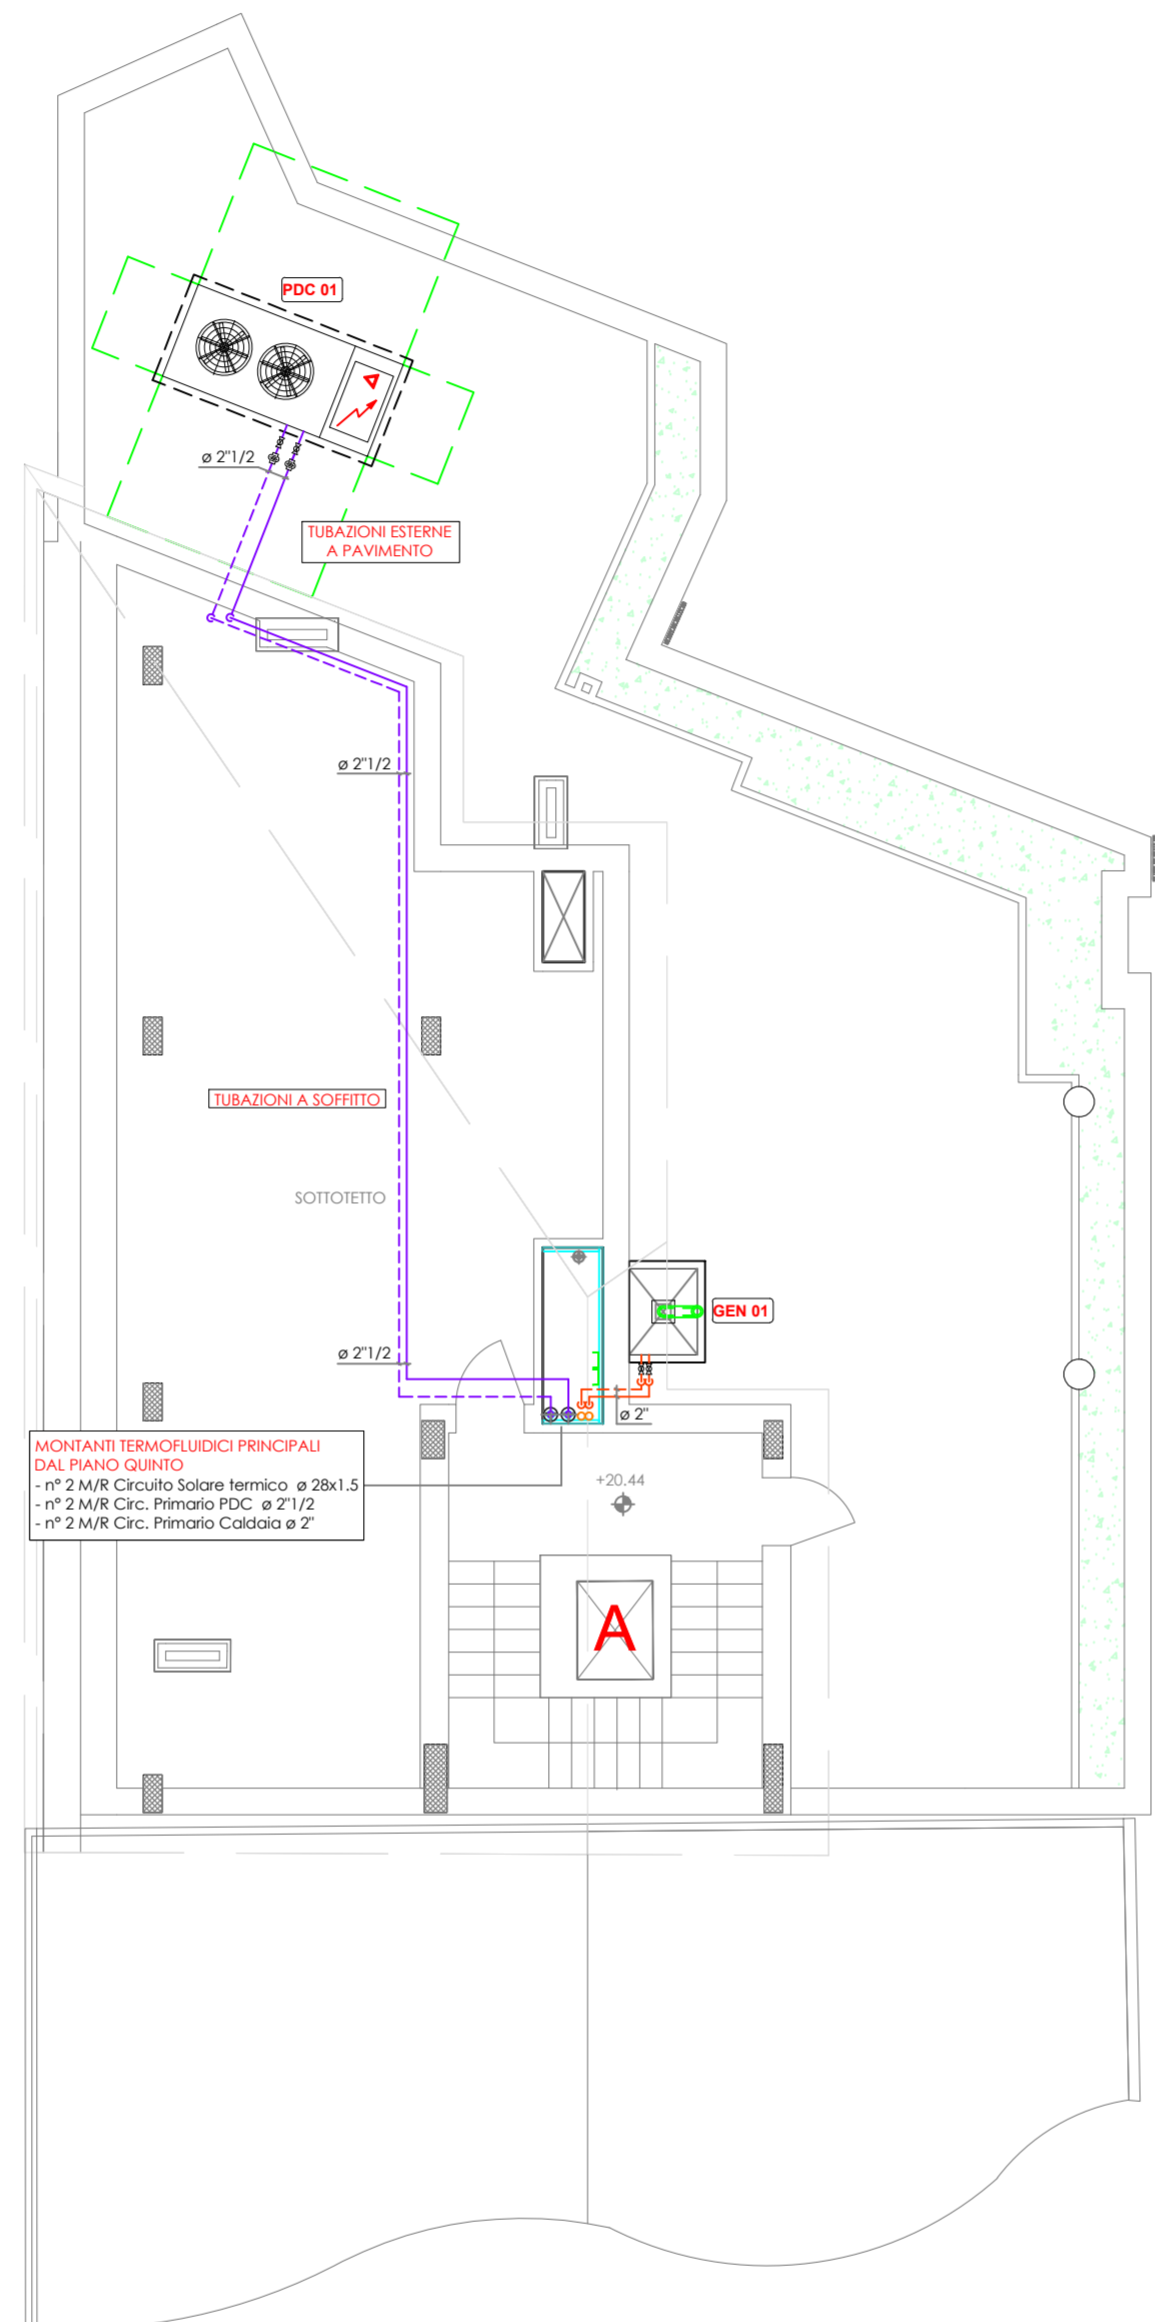 PDC 01
ø 2"1/2
TUBAZIONI ESTERNE
A PAVIMENTO
ø 2"1/2
TUBAZIONI A SOFFITTO
SOTTOTETTO
GEN 01
ø 2"1/2
ø 2"
MONTANTI TERMOFLUIDICI PRINCIPALI
DAL PIANO QUINTO
- n° 2 M/R Circuito Solare termico ø 28x1.5
- n° 2 M/R Circ. Primario PDC ø 2"1/2
- n° 2 M/R Circ. Primario Caldaia ø 2"
+20.44
A